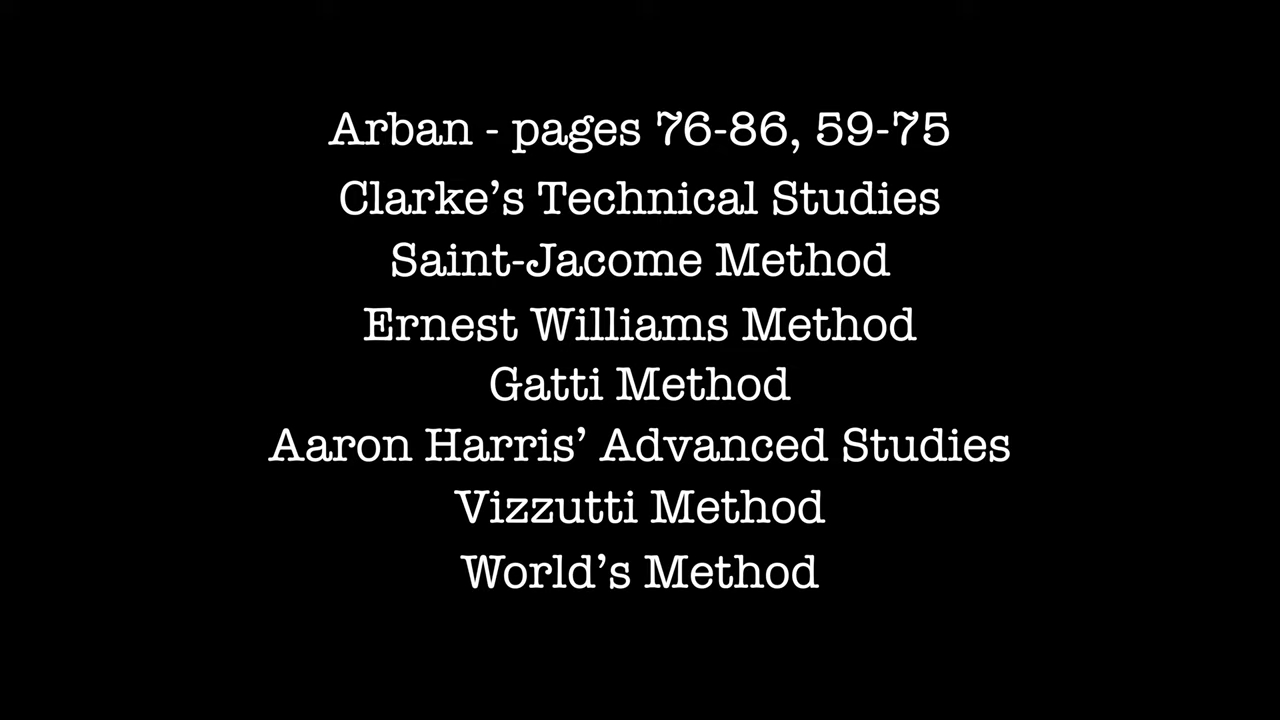 Arban - pages 76-86, 59-75
Clarke’s Technical Studies
Saint-Jacome Method
Ernest Williams Method
Gatti Method
Aaron Harris’ Advanced Studies
Vizzutti Method
World’s Method